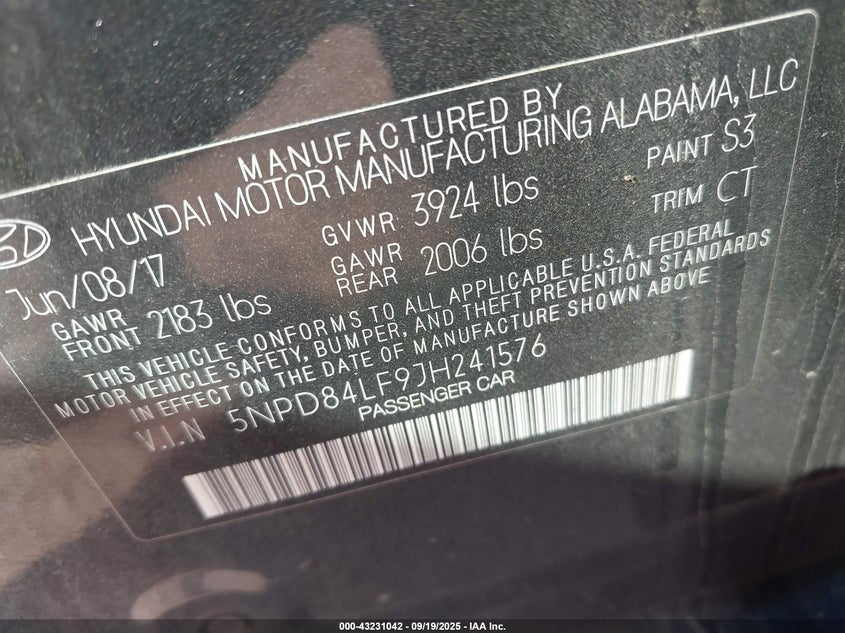 MANUFACTURED BY
HYUNDAI MOTOR MANUFACTURING ALABAMA, LLC
Jun/08/17 GVWR 3924 lbs PAINT S3
GAWR FRONT 2183 lbs GAWR REAR 2006 lbs TRIM CT
THIS VEHICLE CONFORMS TO ALL APPLICABLE U.S.A. FEDERAL
MOTOR VEHICLE SAFETY, BUMPER, AND THEFT PREVENTION STANDARDS
IN EFFECT ON THE DATE OF MANUFACTURE SHOWN ABOVE
V.I.N 5NPD84LF9JH241576
PASSENGER CAR
000-43231042 - 09/19/2025 - IAA Inc.